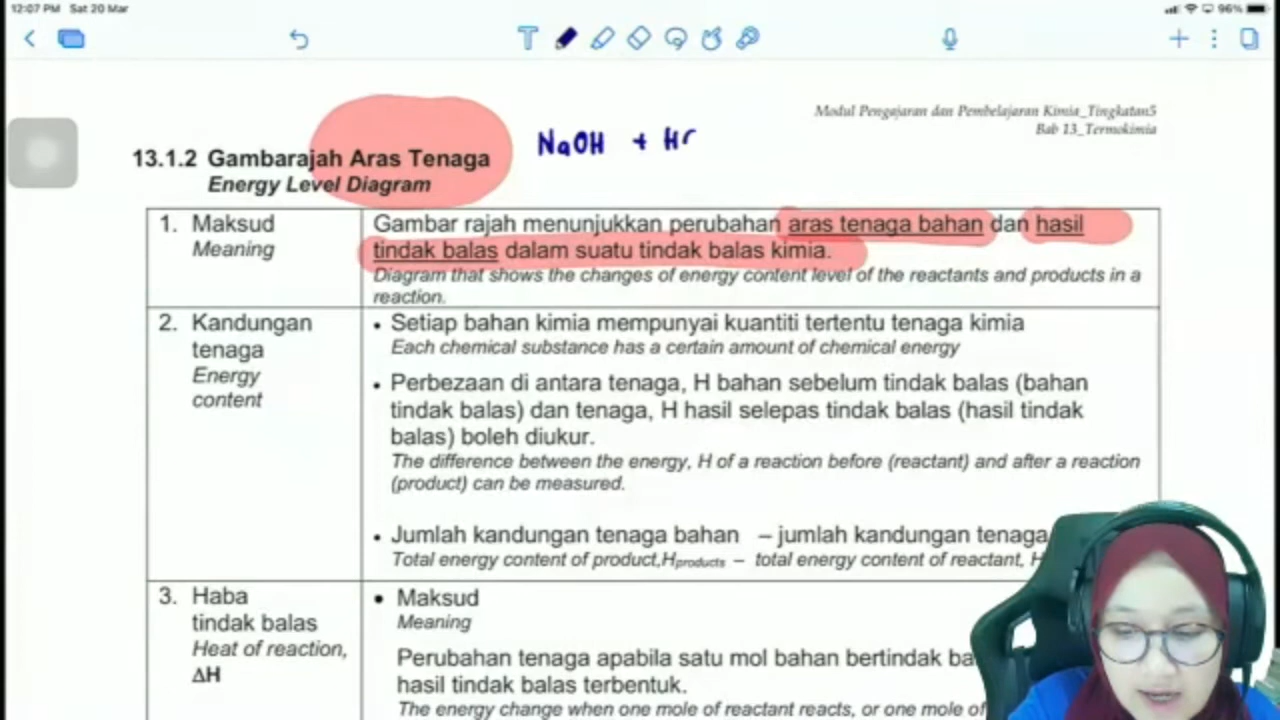 12:07 PM Sat 20 Mar
96%
Modul Pengajaran dan Pembelajaran Kimia_Tingkatan5
Bab 13_Termokimia
NaOH + H
13.1.2 Gambarajah Aras Tenaga
Energy Level Diagram
1. Maksud
Meaning
Gambar rajah menunjukkan perubahan aras tenaga bahan dan hasil
tindak balas dalam suatu tindak balas kimia.
Diagram that shows the changes of energy content level of the reactants and products in a
reaction.
2. Kandungan
tenaga
Energy
content
• Setiap bahan kimia mempunyai kuantiti tertentu tenaga kimia
Each chemical substance has a certain amount of chemical energy
• Perbezaan di antara tenaga, H bahan sebelum tindak balas (bahan
tindak balas) dan tenaga, H hasil selepas tindak balas (hasil tindak
balas) boleh diukur.
The difference between the energy, H of a reaction before (reactant) and after a reaction
(product) can be measured.
• Jumlah kandungan tenaga bahan – jumlah kandungan tenaga
Total energy content of product,Hproducts – total energy content of reactant, H
3. Haba
tindak balas
Heat of reaction,
ΔH
• Maksud
Meaning
Perubahan tenaga apabila satu mol bahan bertindak ba
hasil tindak balas terbentuk.
The energy change when one mole of reactant reacts, or one mole of